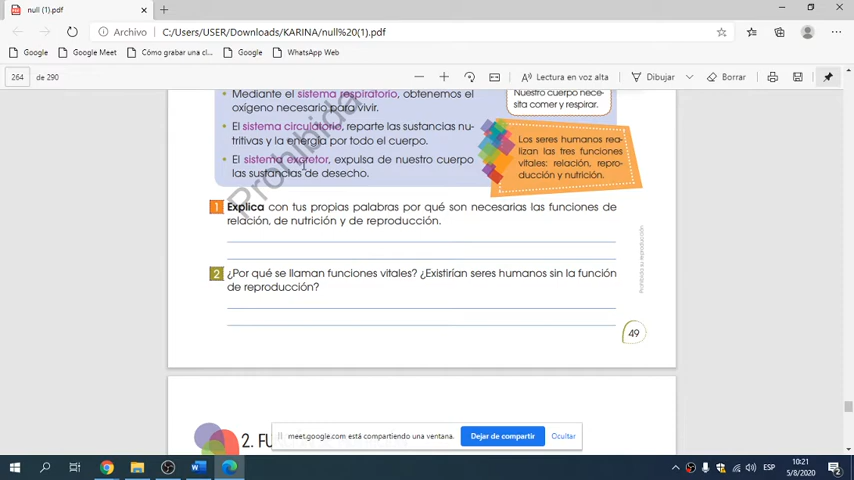 null (1).pdf
Archivo
C:/Users/USER/Downloads/KARINA/null%20(1).pdf
Google
Google Meet
Cómo grabar una cl...
Google
WhatsApp Web
264
de 290
Lectura en voz alta
Dibujar
Borrar
• Mediante el sistema respiratorio, obtenemos el
oxígeno necesario para vivir.
• El sistema circulatorio, reparte las sustancias nu-
tritivas y la energía por todo el cuerpo.
• El sistema excretor, expulsa de nuestro cuerpo
las sustancias de desecho.
Prohibida
Nuestro cuerpo nece-
sita comer y respirar.
Los seres humanos rea-
lizan las tres funciones
vitales: relación, repro-
ducción y nutrición.
1 Explica con tus propias palabras por qué son necesarias las funciones de
relación, de nutrición y de reproducción.
2 ¿Por qué se llaman funciones vitales? ¿Existirían seres humanos sin la función
de reproducción?
Prohibida su reproducción
49
2. FU
meet.google.com está compartiendo una ventana.
Dejar de compartir
Ocultar
ESP
10:21
5/8/2020
2